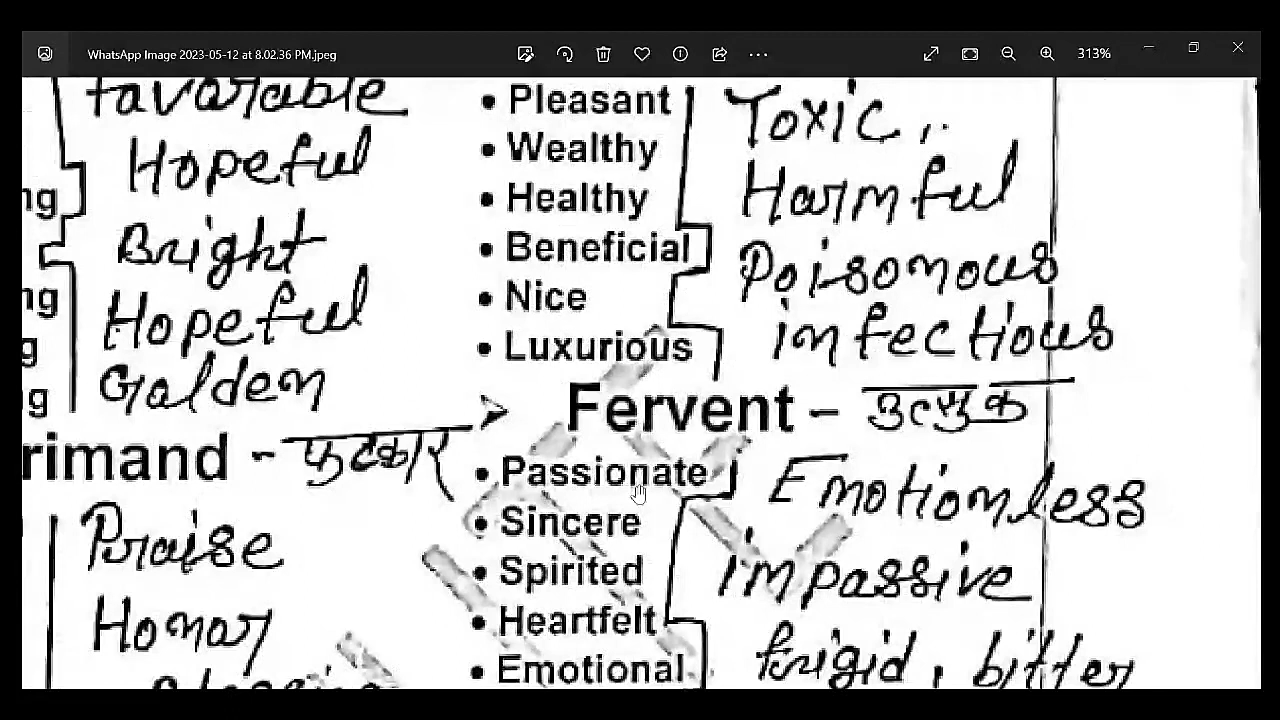 WhatsApp Image 2023-05-12 at 8.02.36 PM.jpeg
313%
favorable
Hopeful
ng
Bright
ng
Hopeful
g
Golden
g
rimand - फटकार
Praise
Honor
• Pleasant
• Wealthy
• Healthy
• Beneficial
• Nice
• Luxurious
Toxic,
Harmful
Poisonous
infectious
➢ Fervent - उत्सुक
• Passionate
• Sincere
• Spirited
• Heartfelt
• Emotional
Emotionless
impassive
frigid, bitter